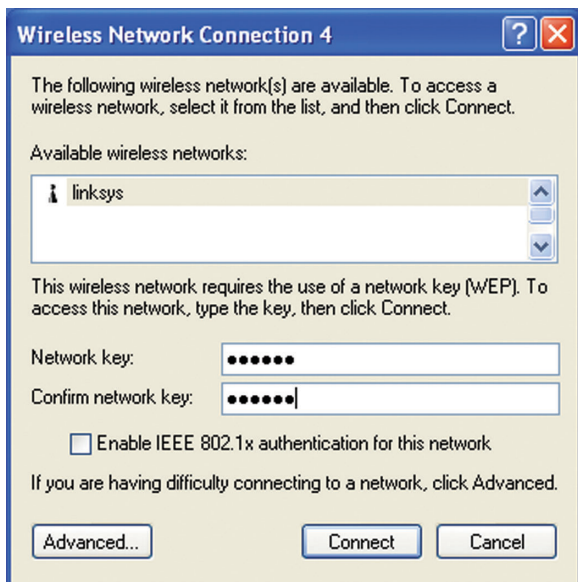 Wireless Network Connection 4
The following wireless network(s) are available. To access a
wireless network, select it from the list, and then click Connect.
Available wireless networks:
linksys
This wireless network requires the use of a network key (WEP). To
access this network, type the key, then click Connect.
Network key: ••••••
Confirm network key: ••••••
Enable IEEE 802.1x authentication for this network
If you are having difficulty connecting to a network, click Advanced.
Advanced... Connect Cancel